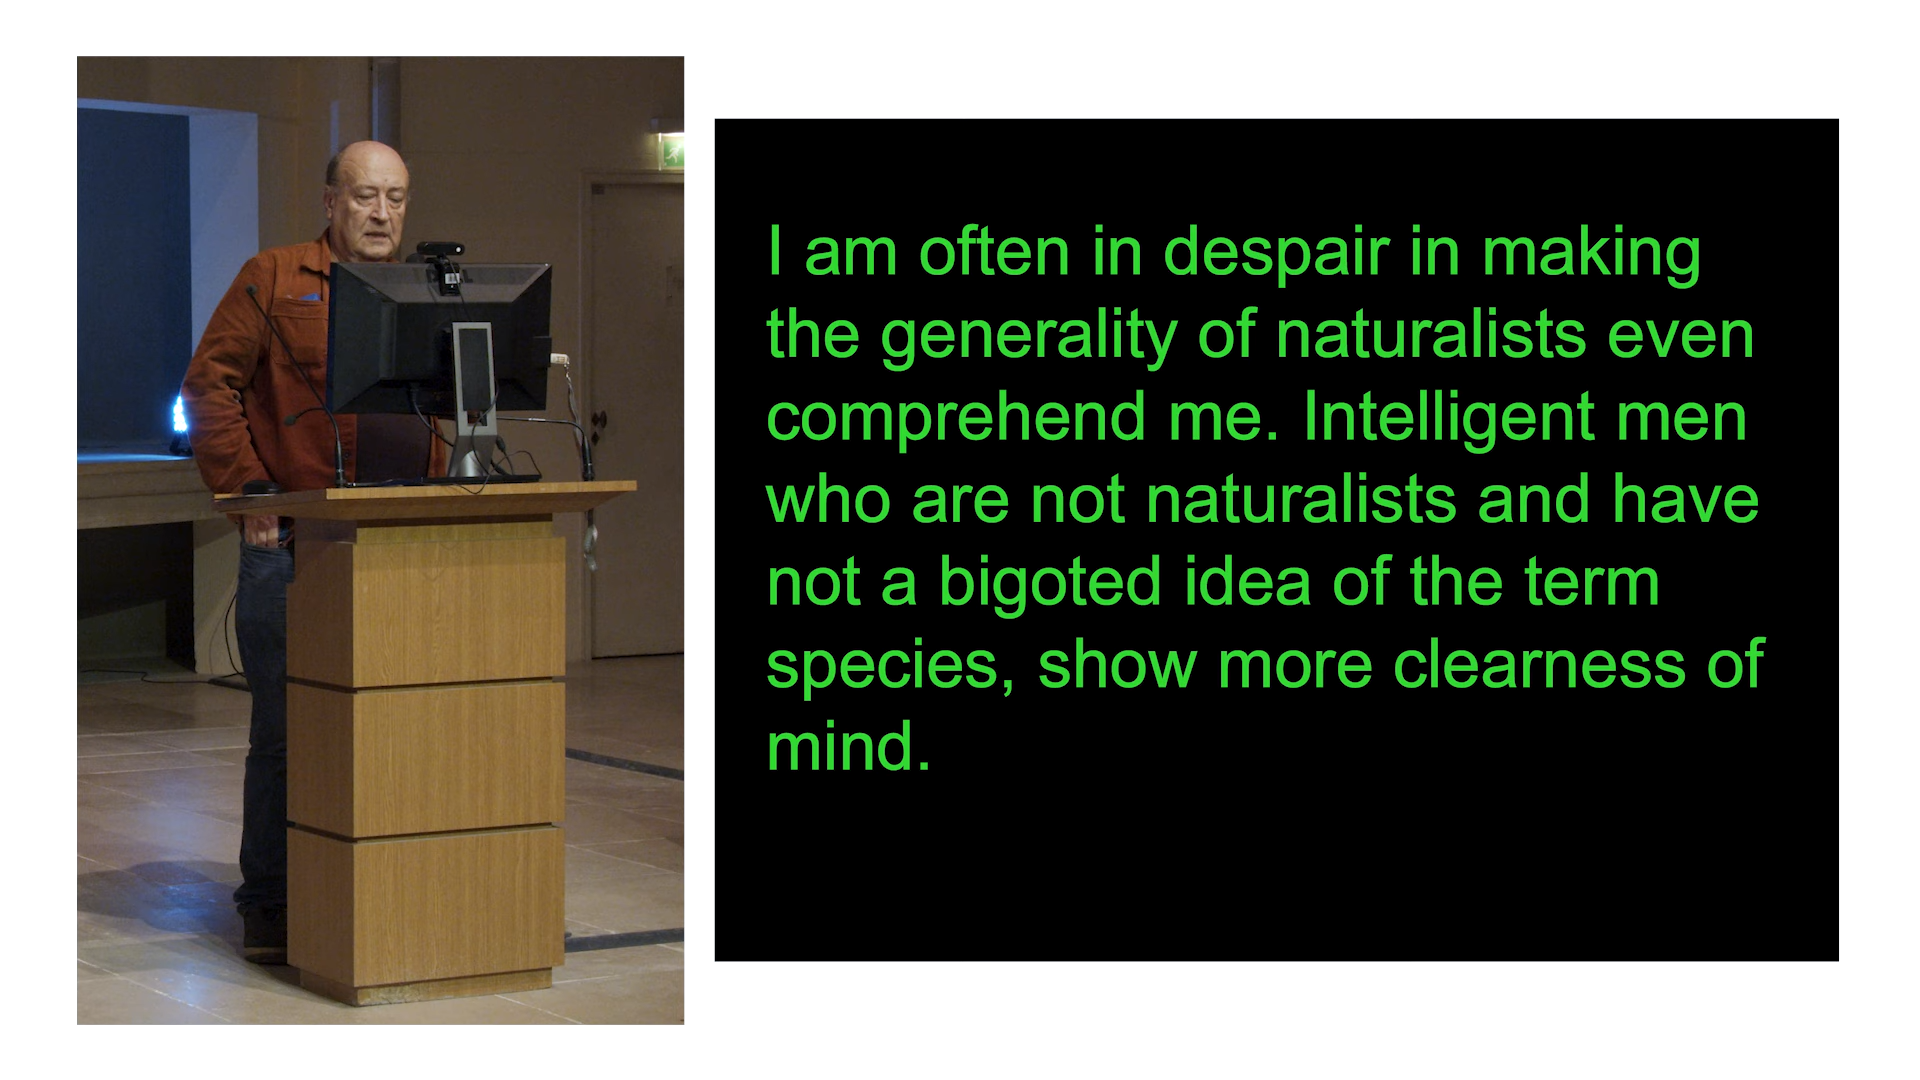 I am often in despair in making
the generality of naturalists even
comprehend me. Intelligent men
who are not naturalists and have
not a bigoted idea of the term
species, show more clearness of
mind.